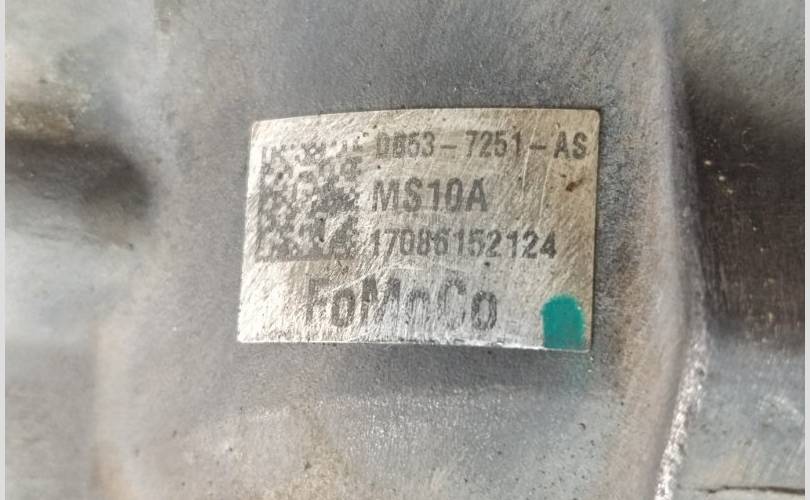 DB53-7251-AS
MS10A
17086152124
FoMoCo